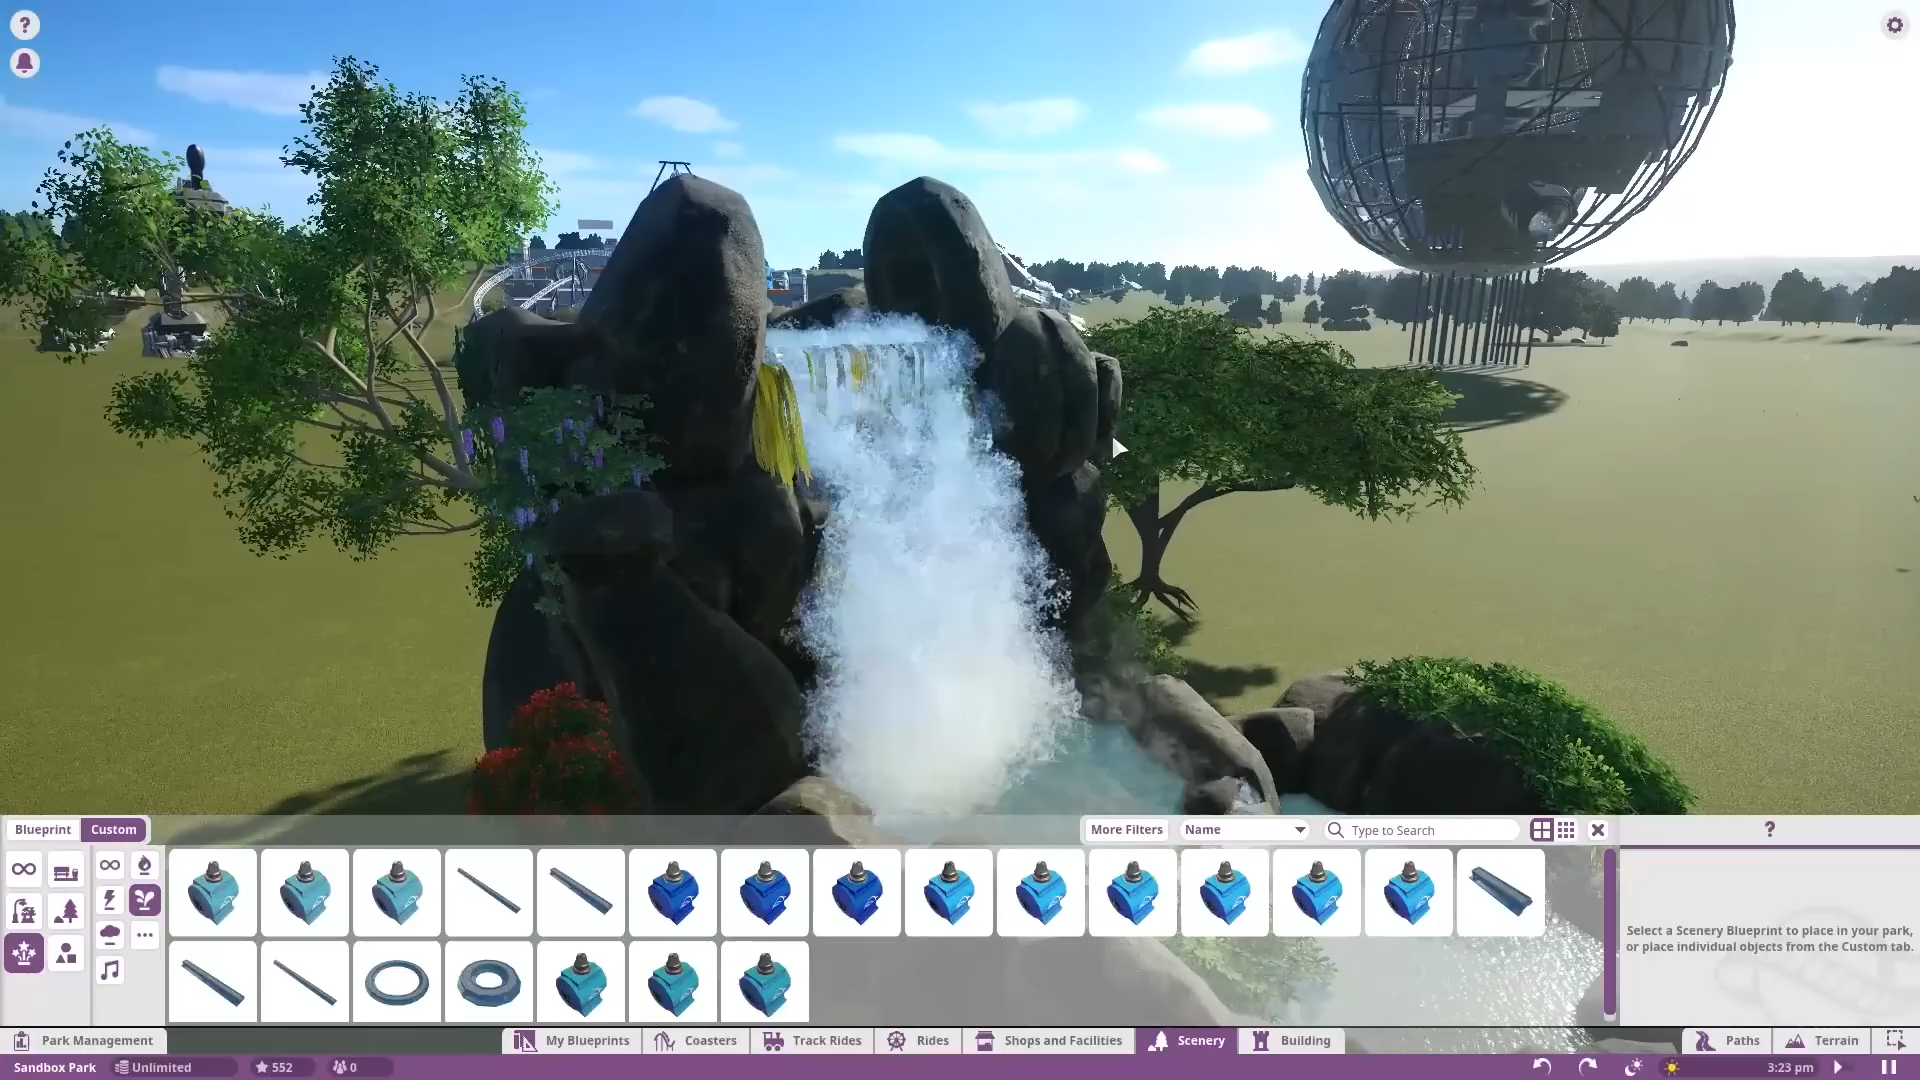 ?
Blueprint
Custom
More Filters
Name
Type to Search
?
Select a Scenery Blueprint to place in your park,
or place individual objects from the Custom tab.
Park Management
My Blueprints
Coasters
Track Rides
Rides
Shops and Facilities
Scenery
Building
Paths
Terrain
Sandbox Park
Unlimited
552
0
3:23 pm